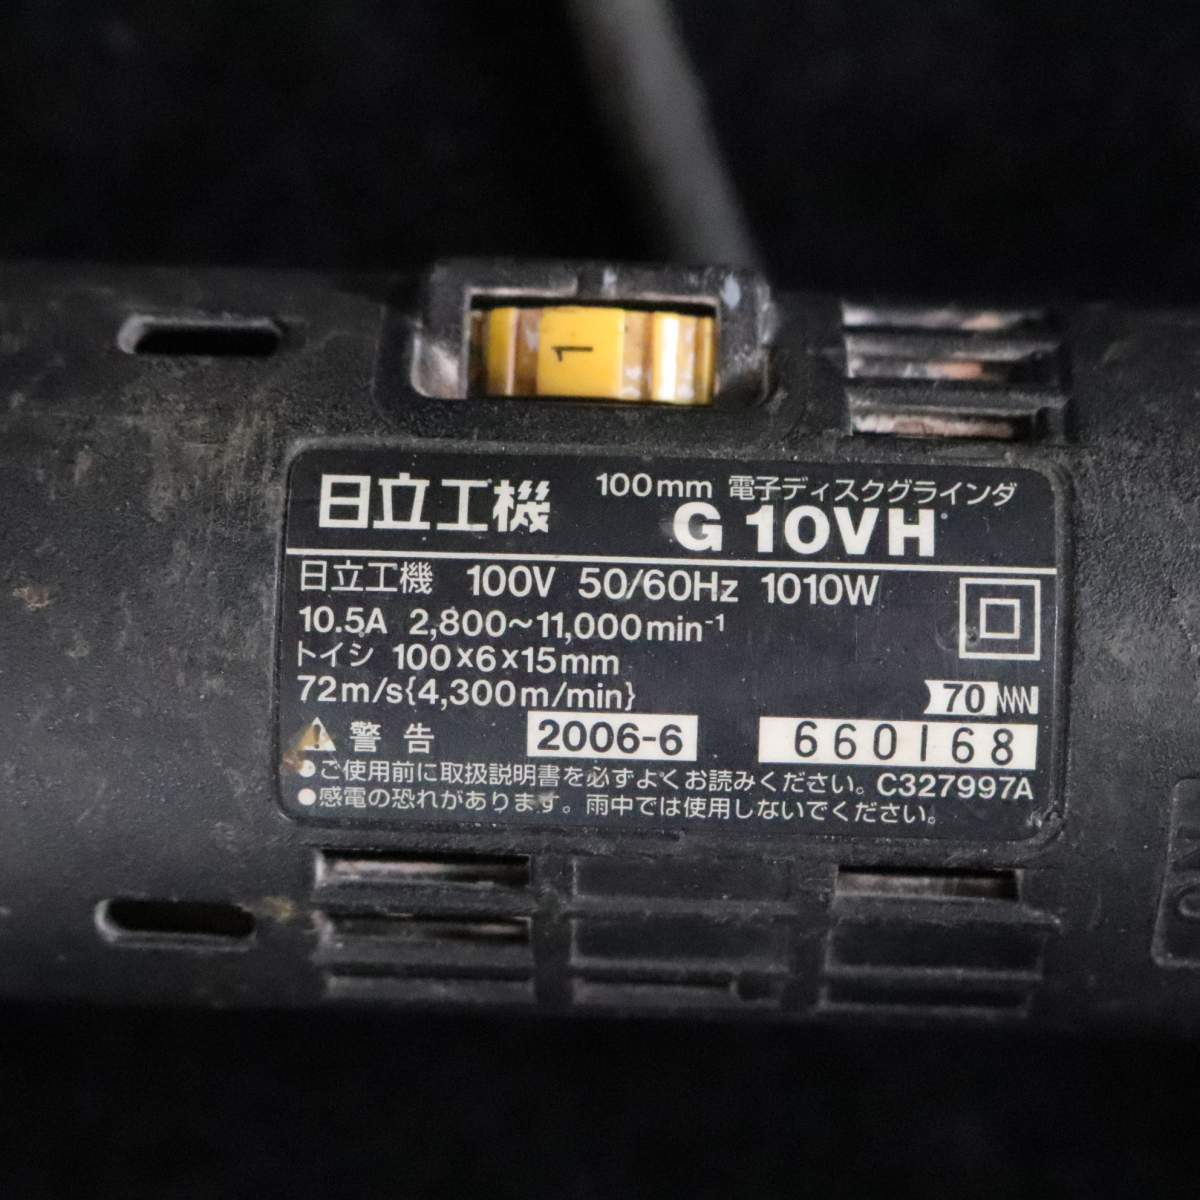 1
日立工機 100mm 電子ディスクグラインダ
G 10VH
日立工機 100V 50/60Hz 1010W
10.5A 2,800～11,000min⁻¹
トイシ 100×6×15mm
72m/s{4,300m/min}
70
警告 2006-6 660168
●ご使用前に取扱説明書を必ずよくお読みください。C327997A
●感電の恐れがあります。雨中では使用しないでください。